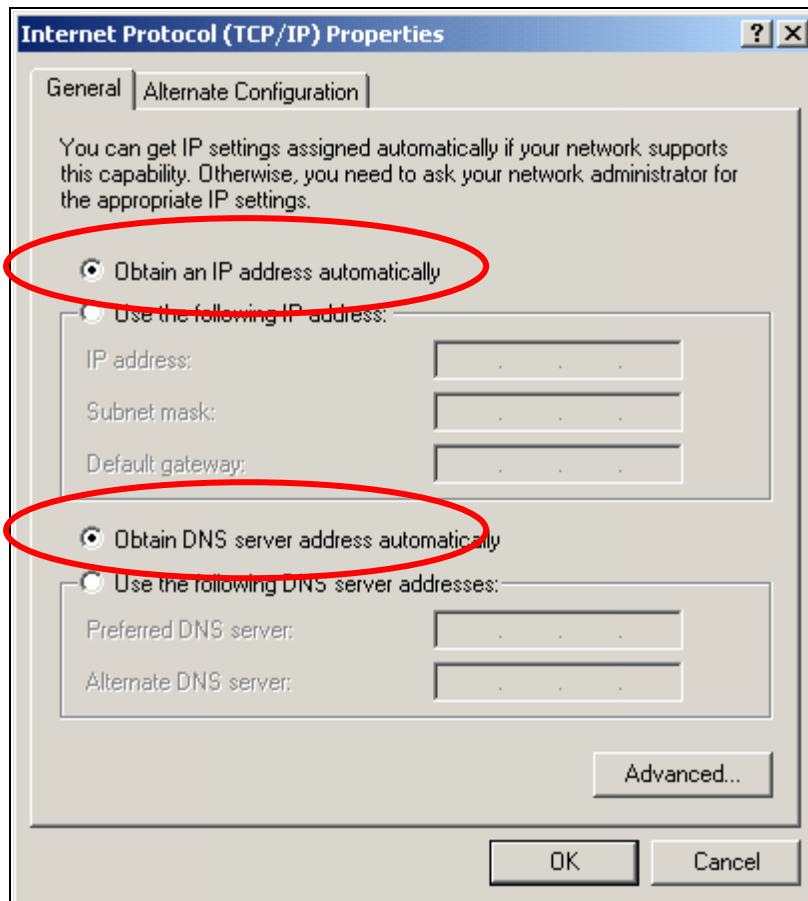 Internet Protocol (TCP/IP) Properties
General Alternate Configuration
You can get IP settings assigned automatically if your network supports
this capability. Otherwise, you need to ask your network administrator for
the appropriate IP settings.
Obtain an IP address automatically
Use the following IP address:
IP address:
Subnet mask:
Default gateway:
Obtain DNS server address automatically
Use the following DNS server addresses:
Preferred DNS server:
Alternate DNS server:
Advanced...
OK Cancel